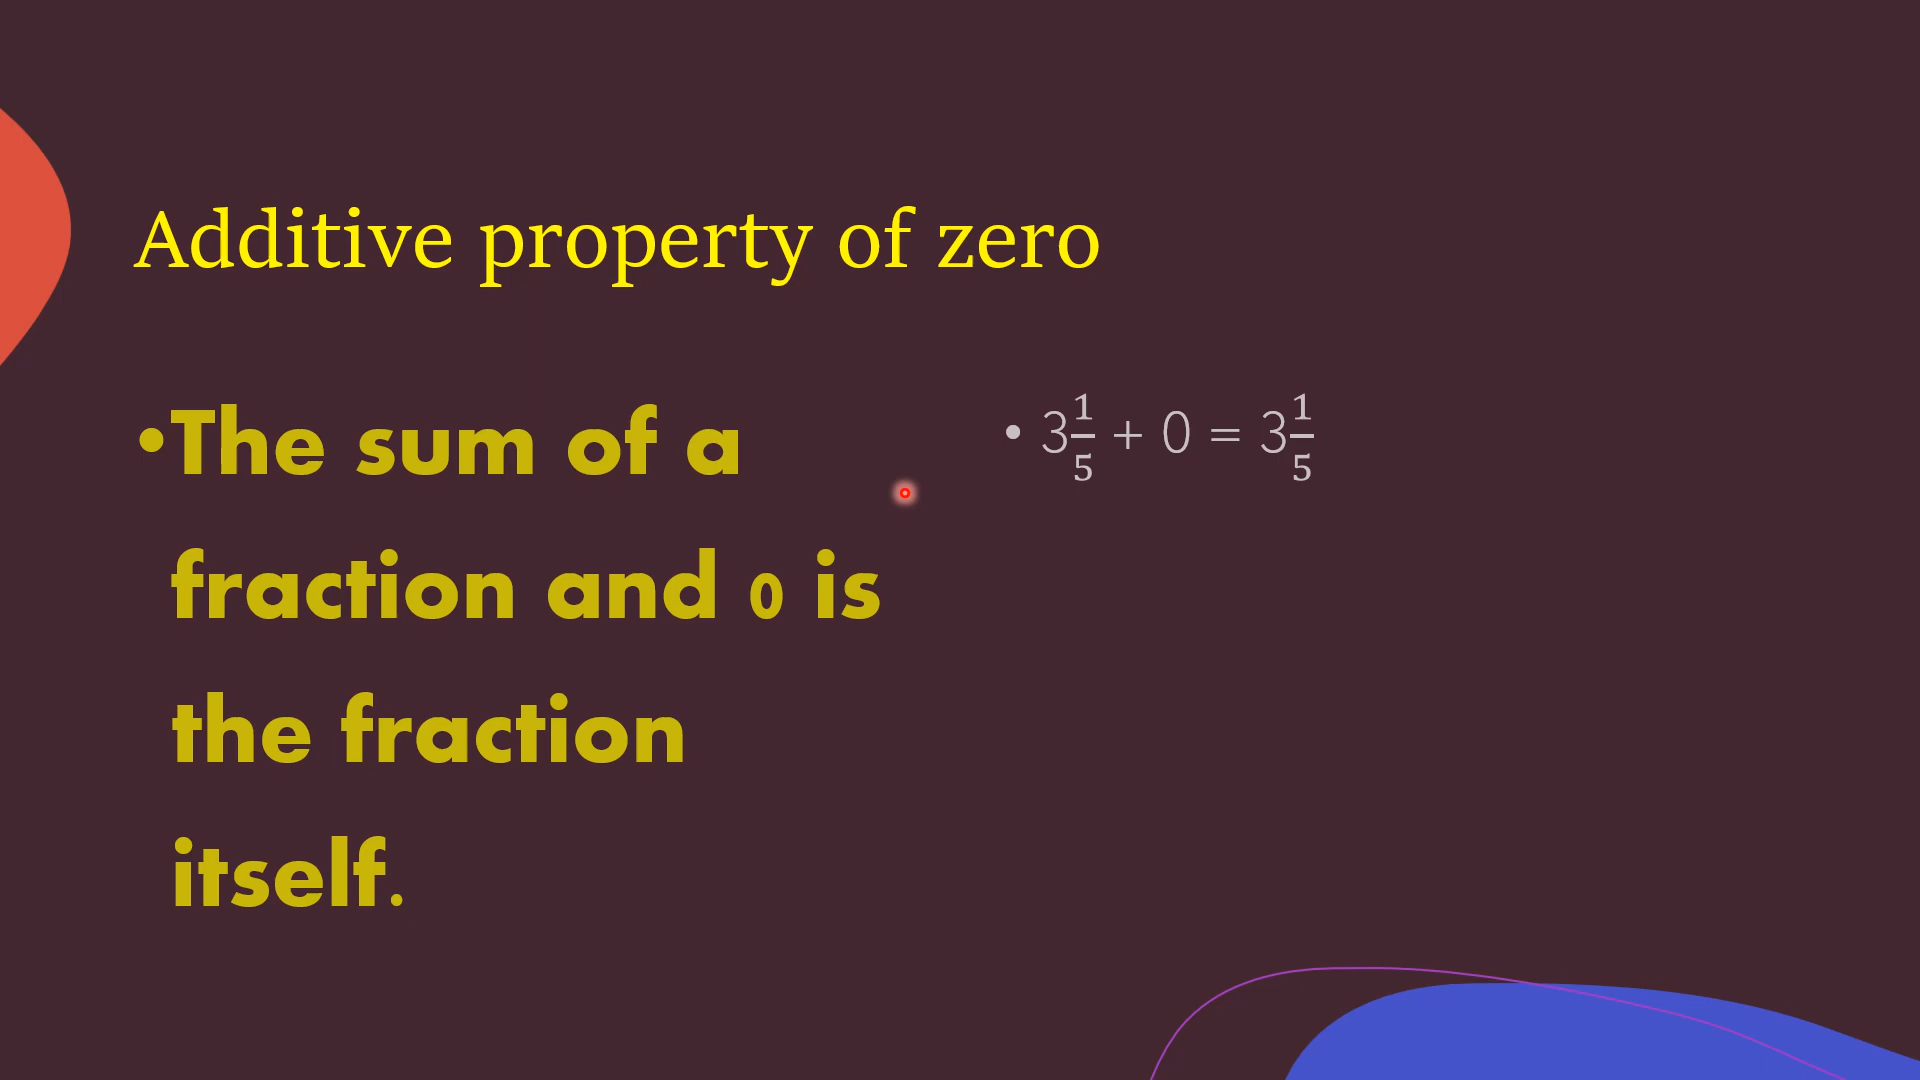 Additive property of zero
•The sum of a
fraction and 0 is
the fraction
itself.
• 3 1/5 + 0 = 3 1/5